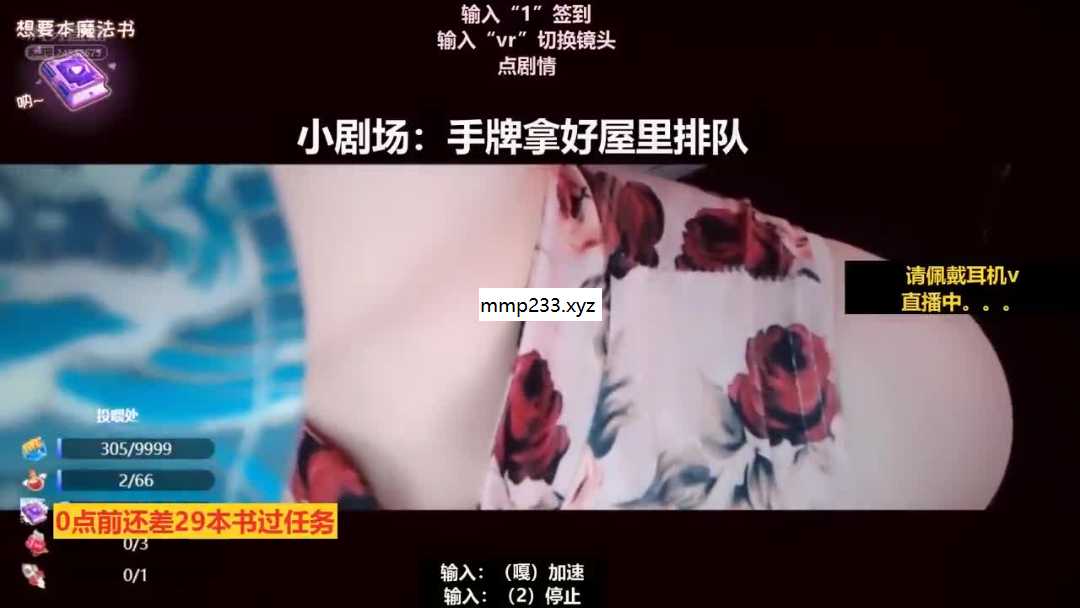 输入“1”签到
想要本魔法书
输入“vr”切换镜头
点剧情
呐~
小剧场：手牌拿好屋里排队
请佩戴耳机v
mmp233.xyz
直播中。。。
投喂处
305/9999
2/66
0点前还差29本书过任务
0/3
输入：（嘎）加速
0/1
输入：（2）停止